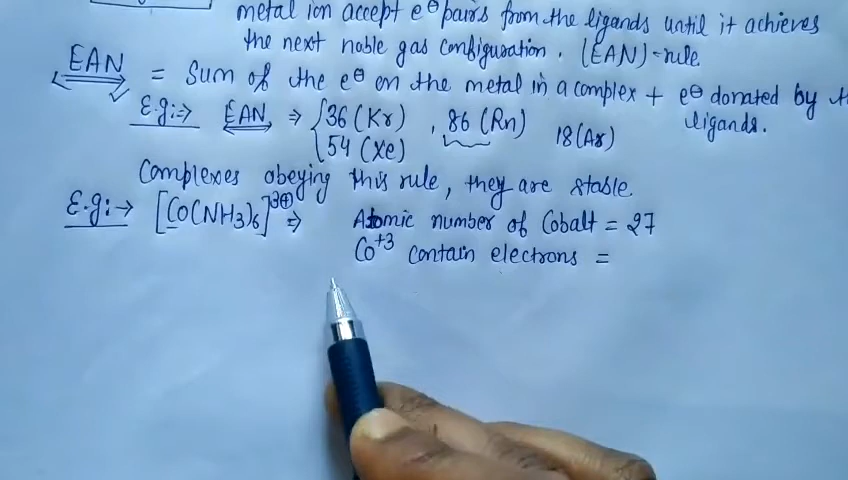 metal ion accept e⊖ pairs from the ligands until it achieves
the next noble gas configuration. (EAN)-rule
EAN = Sum of the e⊖ on the metal in a complex + e⊖ donated by
ligands.
E.g:⇒ EAN ⇒ { 36 (Kr) , 86 (Rn) 18 (Ar)
54 (Xe)
Complexes obeying this rule, they are stable.
E.g:→ [Co(NH3)6]3⊕ ⇒ Atomic number of Cobalt = 27
Co+3 contain electrons =